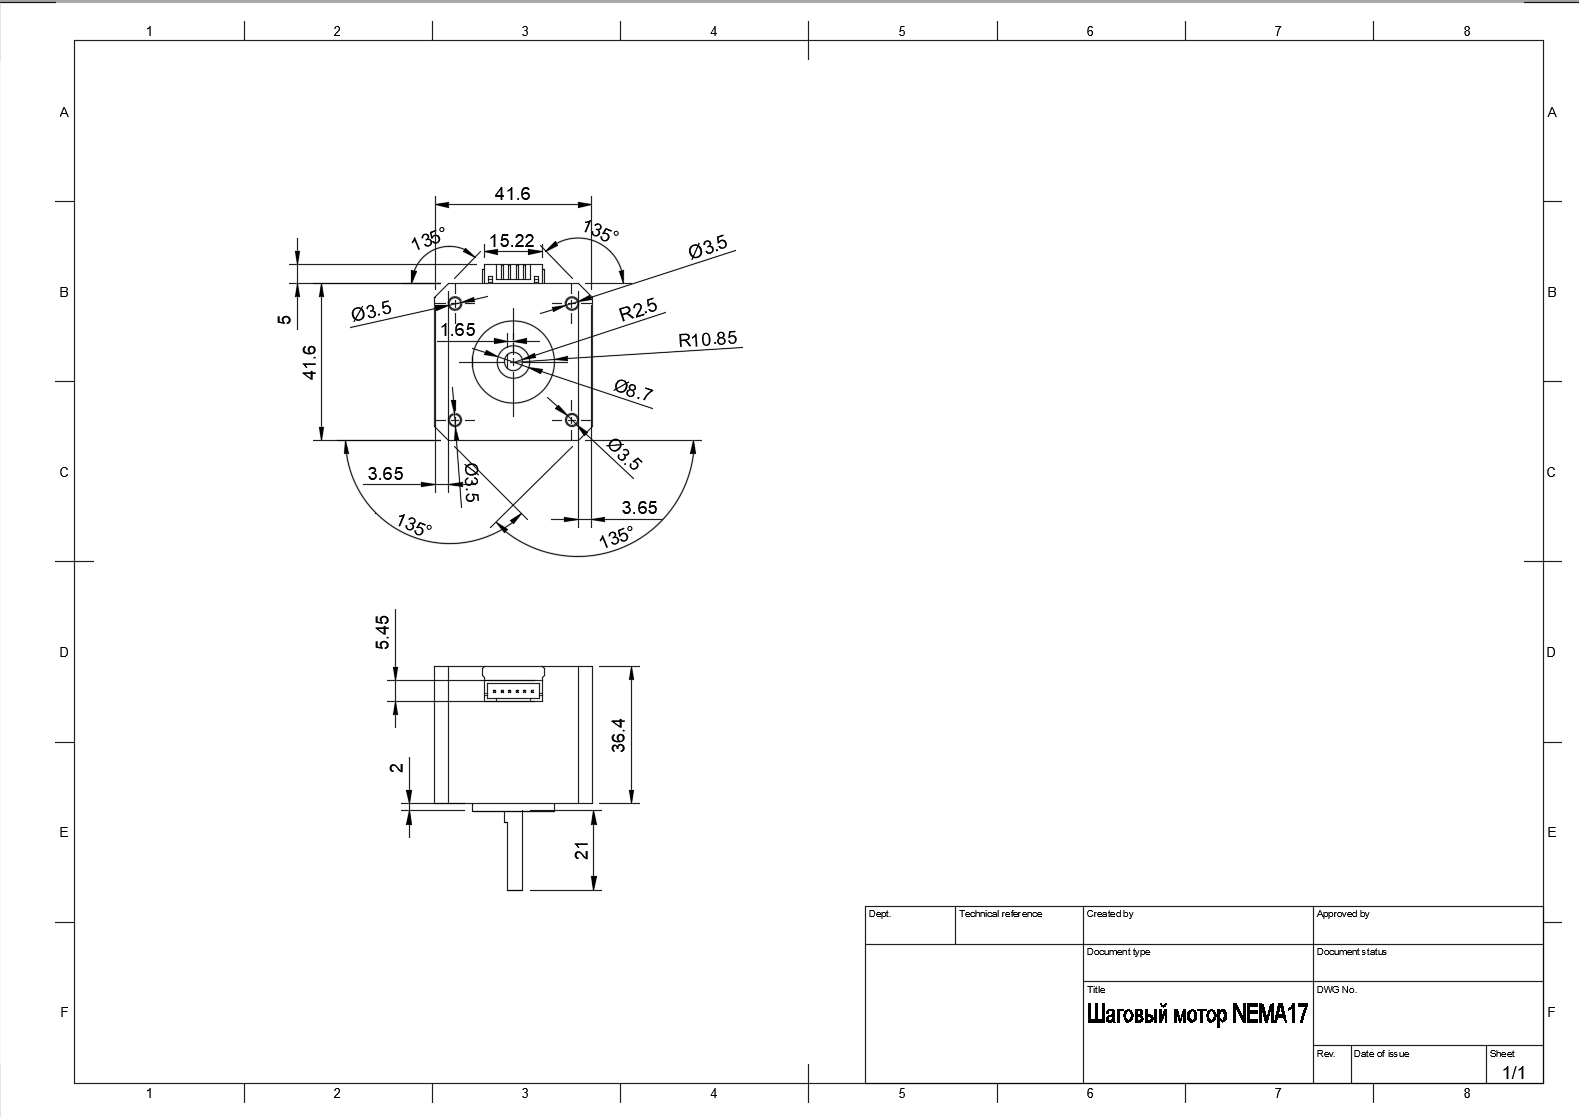 1 2 3 4 5 6 7 8
A A
41.6
135° 15.22 135°
Ø3.5
B B
Ø3.5 R2.5
5
1.65 R10.85
41.6
Ø8.7
Ø3.5
C C
3.65 Ø3.5
3.65
135° 135°
5.45
D D
36.4
2
E E
21
Dept. Technical reference Created by Approved by
Document type Document status
Title DWG No.
Шаговый мотор NEMA17
F F
Rev. Date of issue Sheet
1/1
1 2 3 4 5 6 7 8